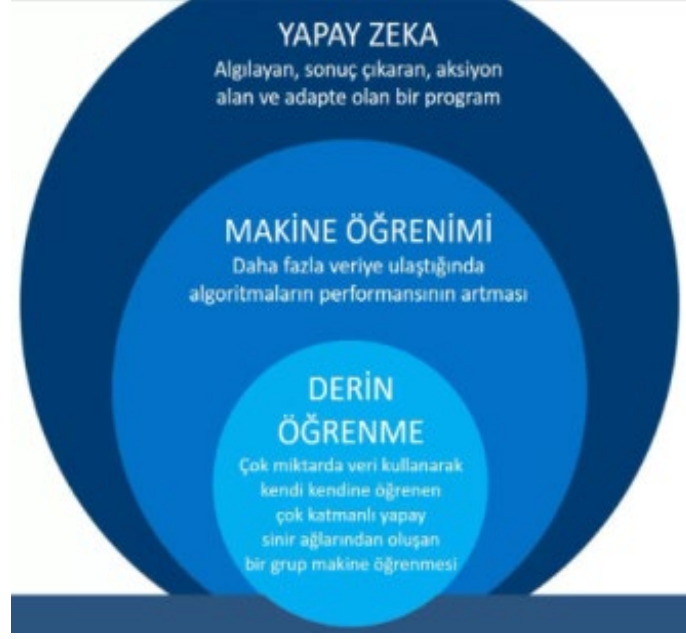 YAPAY ZEKA
Algılayan, sonuç çıkaran, aksiyon
alan ve adapte olan bir program
MAKİNE ÖĞRENİMİ
Daha fazla veriye ulaştığında
algoritmaların performansının artması
DERİN
ÖĞRENME
Çok miktarda veri kullanarak
kendi kendine öğrenen
çok katmanlı yapay
sinir ağlarından oluşan
bir grup makine öğrenmesi